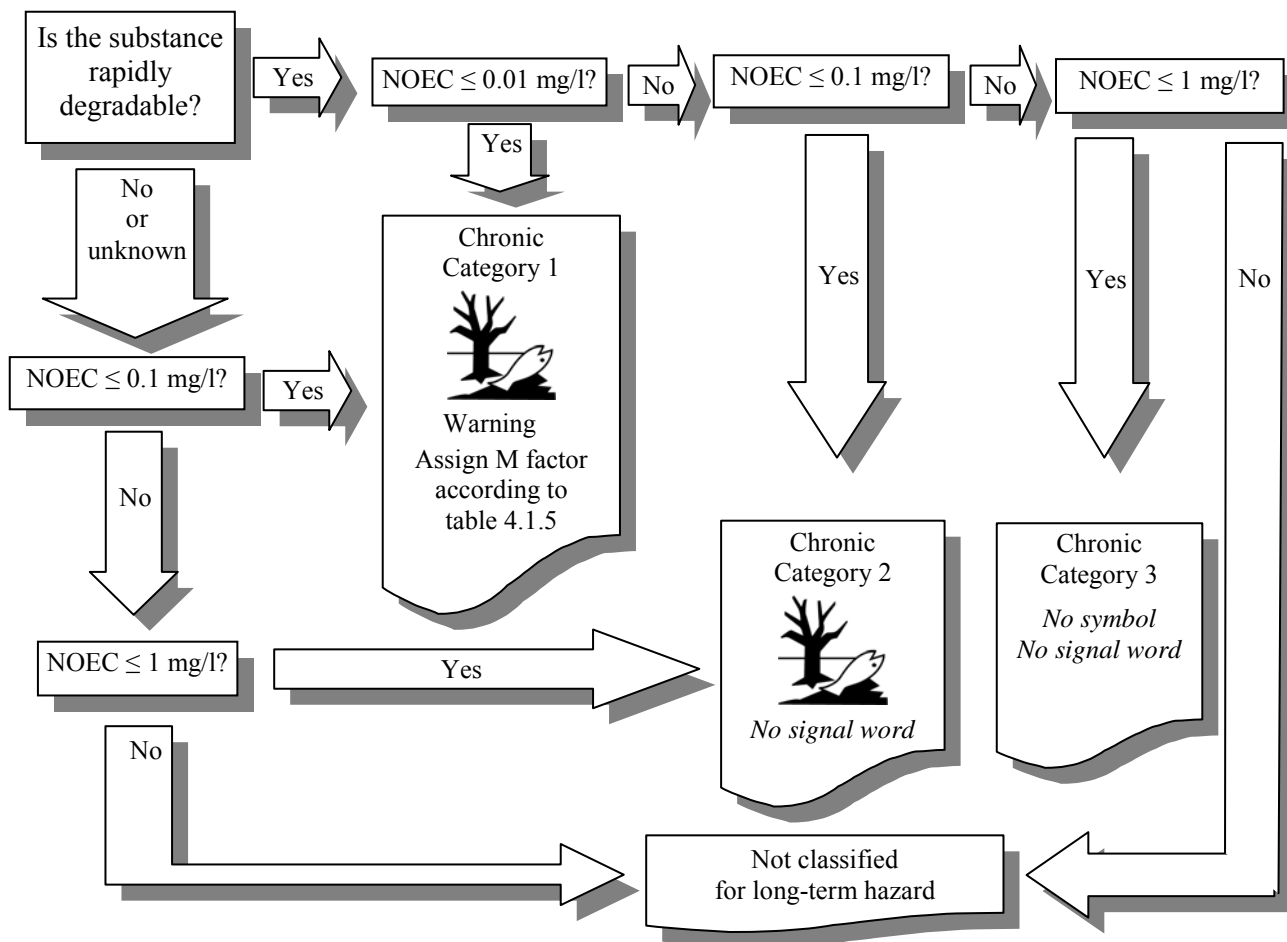 Is the substance
rapidly
degradable?
Yes
NOEC ≤ 0.01 mg/l?
No
NOEC ≤ 0.1 mg/l?
No
NOEC ≤ 1 mg/l?
Yes
No
or
unknown
Chronic
Category 1
Yes
Yes
No
NOEC ≤ 0.1 mg/l?
Yes
Warning
Assign M factor
according to
table 4.1.5
No
Chronic
Category 2
Chronic
Category 3
No symbol
No signal word
NOEC ≤ 1 mg/l?
Yes
No signal word
No
Not classified
for long-term hazard